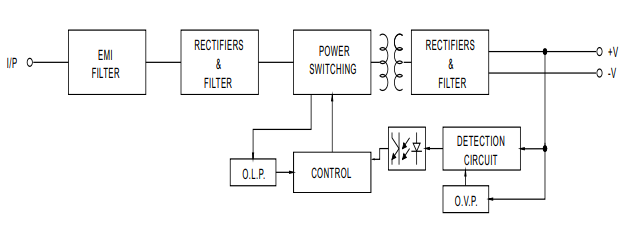 I/P
EMI
FILTER
RECTIFIERS
&
FILTER
POWER
SWITCHING
RECTIFIERS
&
FILTER
+V
-V
O.L.P.
CONTROL
DETECTION
CIRCUIT
O.V.P.